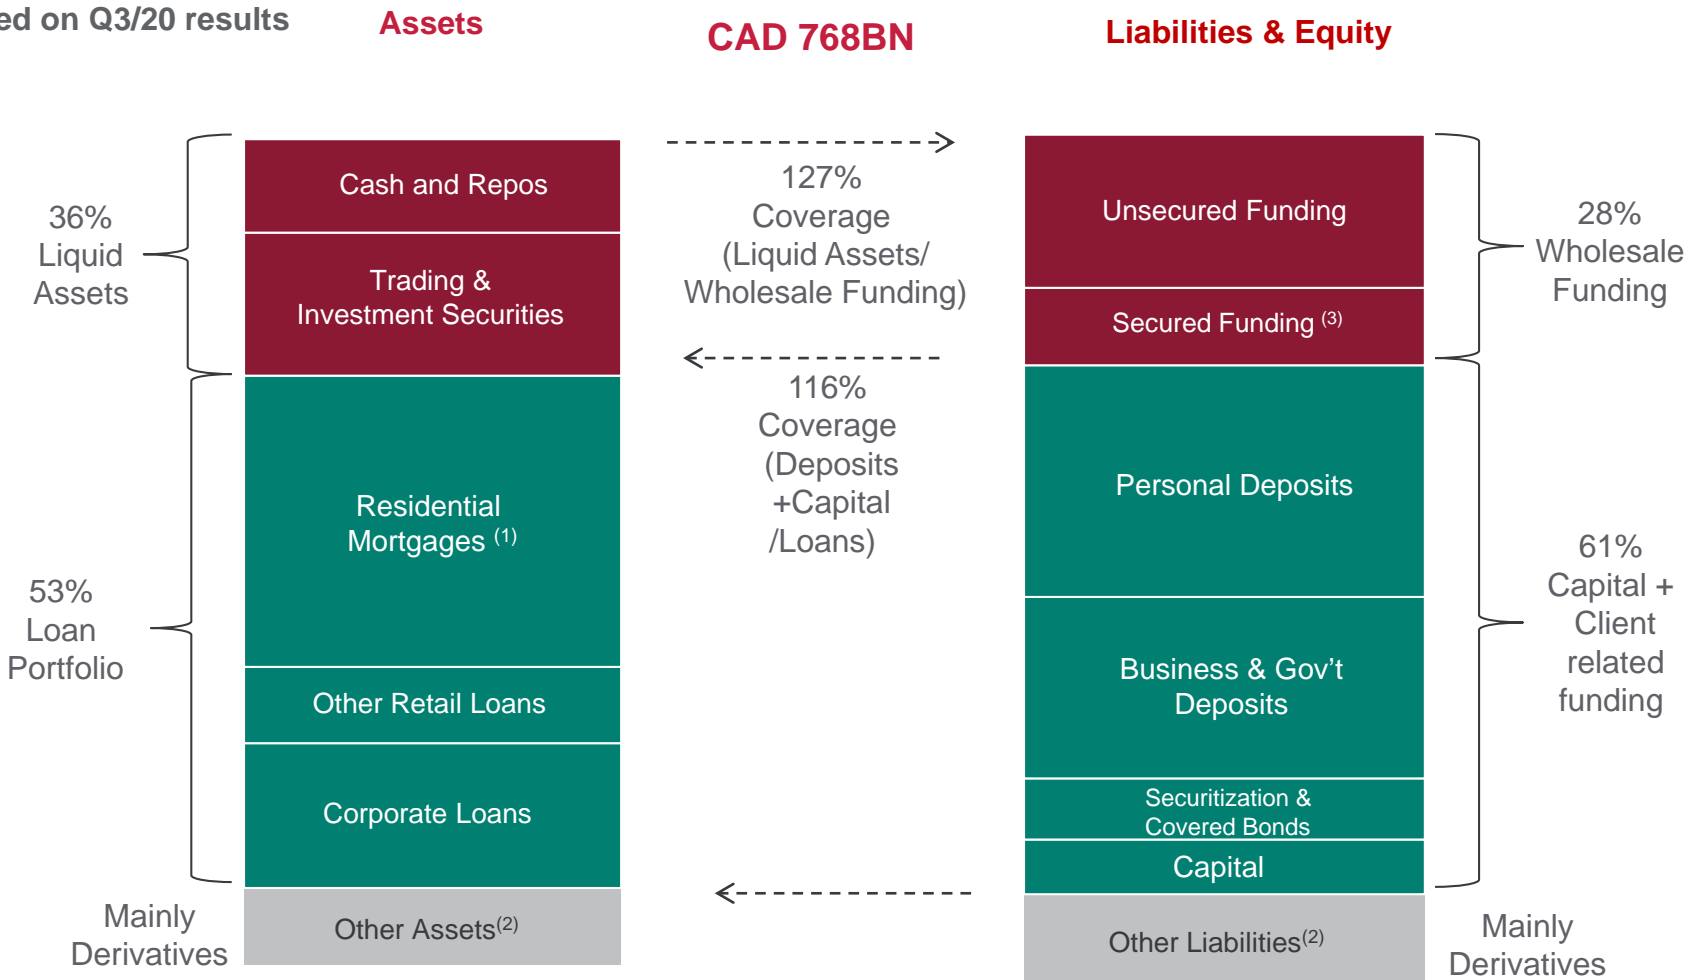 ed on Q3/20 results
Assets
CAD 768BN
Liabilities & Equity
36%
Liquid
Assets
53%
Loan
Portfolio
Mainly
Derivatives
Cash and Repos
Trading &
Investment Securities
Residential
Mortgages (1)
Other Retail Loans
Corporate Loans
Other Assets(2)
127%
Coverage
(Liquid Assets/
Wholesale Funding)
116%
Coverage
(Deposits
+Capital
/Loans)
Unsecured Funding
Secured Funding (3)
Personal Deposits
Business & Gov’t
Deposits
Securitization &
Covered Bonds
Capital
Other Liabilities(2)
28%
Wholesale
Funding
61%
Capital +
Client
related
funding
Mainly
Derivatives